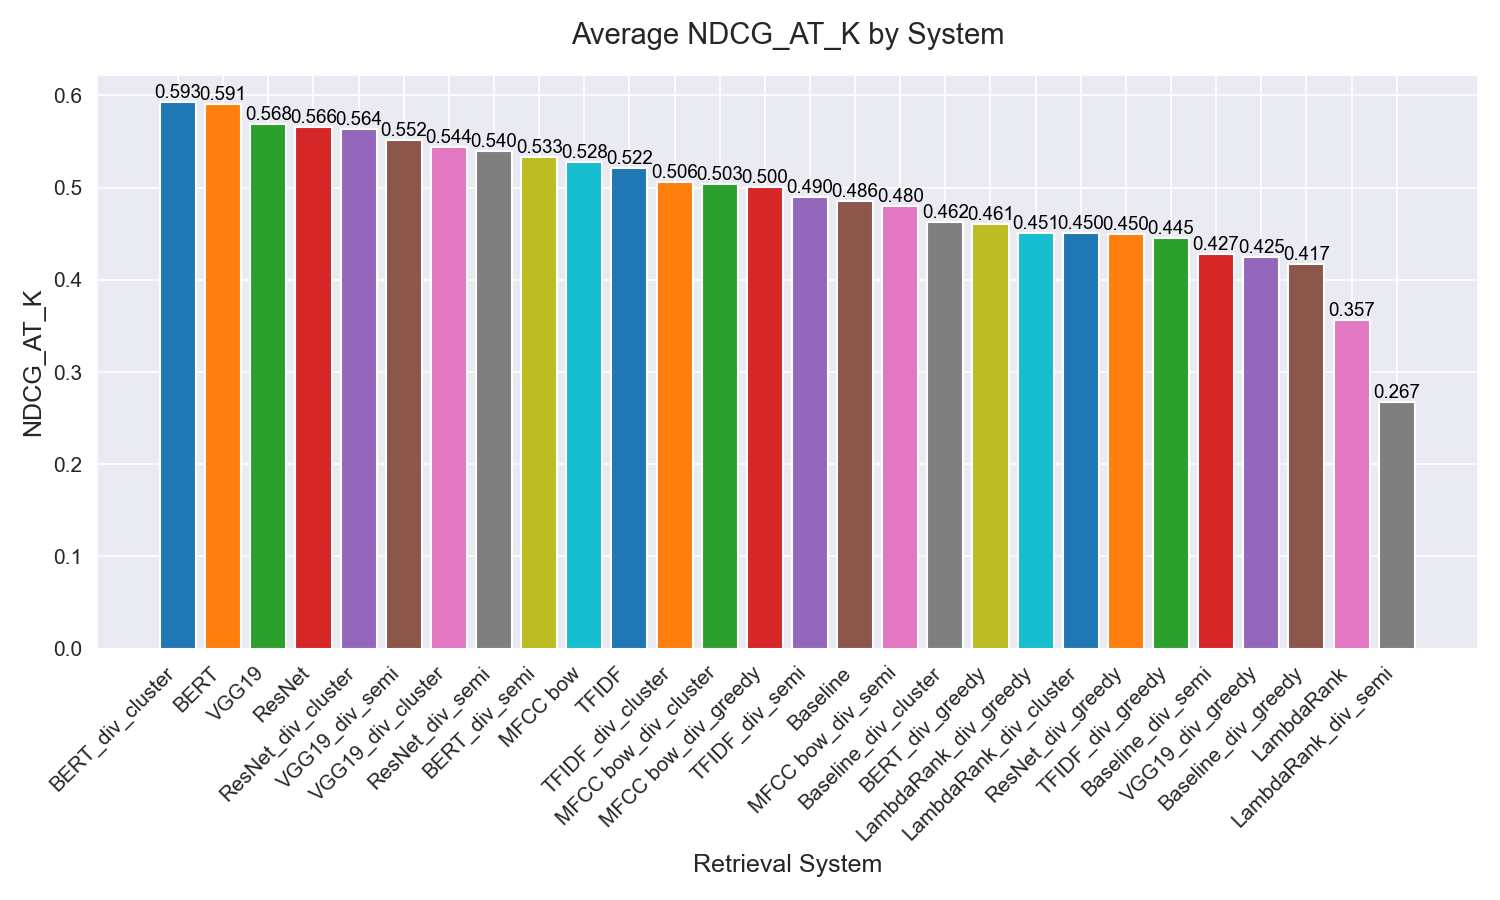 Average NDCG_AT_K by System
NDCG_AT_K
0.6
0.5
0.4
0.3
0.2
0.1
0.0
0.593
0.591
0.568
0.566
0.564
0.552
0.544
0.540
0.533
0.528
0.522
0.506
0.503
0.500
0.490
0.486
0.480
0.462
0.461
0.451
0.450
0.450
0.445
0.427
0.425
0.417
0.357
0.267
BERT_div_cluster
BERT
VGG19
ResNet
ResNet_div_cluster
VGG19_div_semi
VGG19_div_cluster
ResNet_div_semi
BERT_div_semi
MFCC bow
TFIDF
TFIDF_div_cluster
MFCC bow_div_cluster
MFCC bow_div_greedy
TFIDF_div_semi
Baseline
MFCC bow_div_semi
Baseline_div_cluster
BERT_div_greedy
LambdaRank_div_greedy
LambdaRank_div_cluster
ResNet_div_greedy
TFIDF_div_greedy
Baseline_div_semi
VGG19_div_greedy
Baseline_div_greedy
LambdaRank
LambdaRank_div_semi
Retrieval System